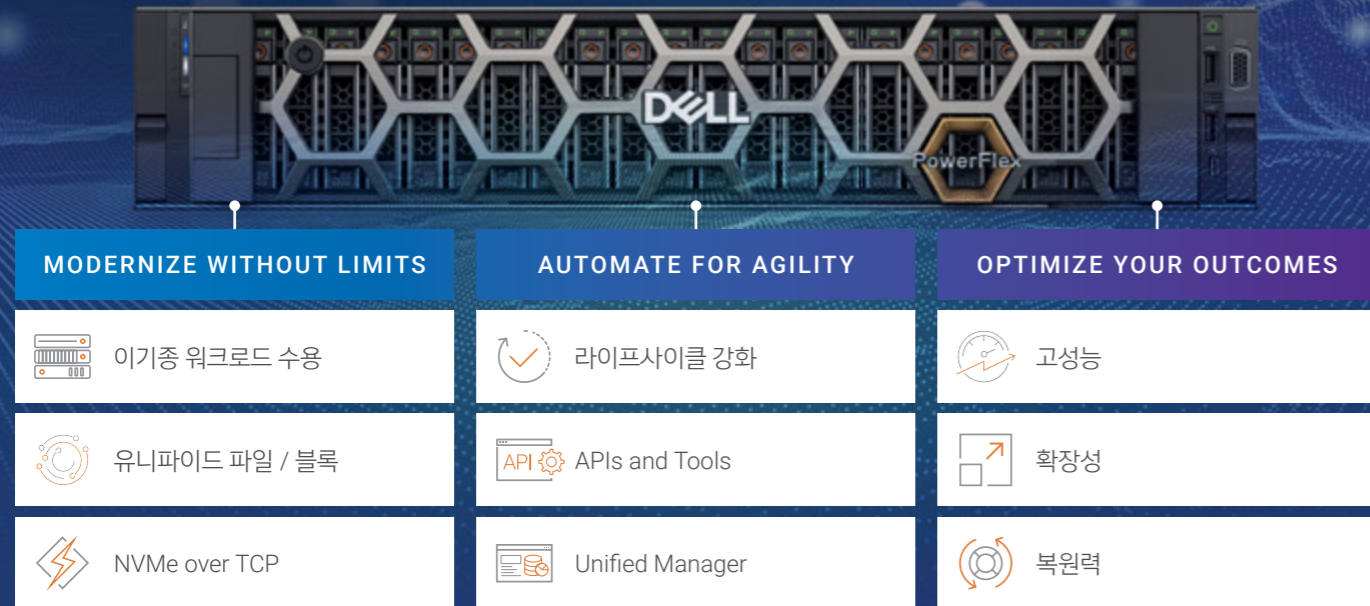 DELL
PowerFlex
MODERNIZE WITHOUT LIMITS
이기종 워크로드 수용
유니파이드 파일 / 블록
NVMe over TCP
AUTOMATE FOR AGILITY
라이프사이클 강화
API
APIs and Tools
Unified Manager
OPTIMIZE YOUR OUTCOMES
고성능
확장성
복원력